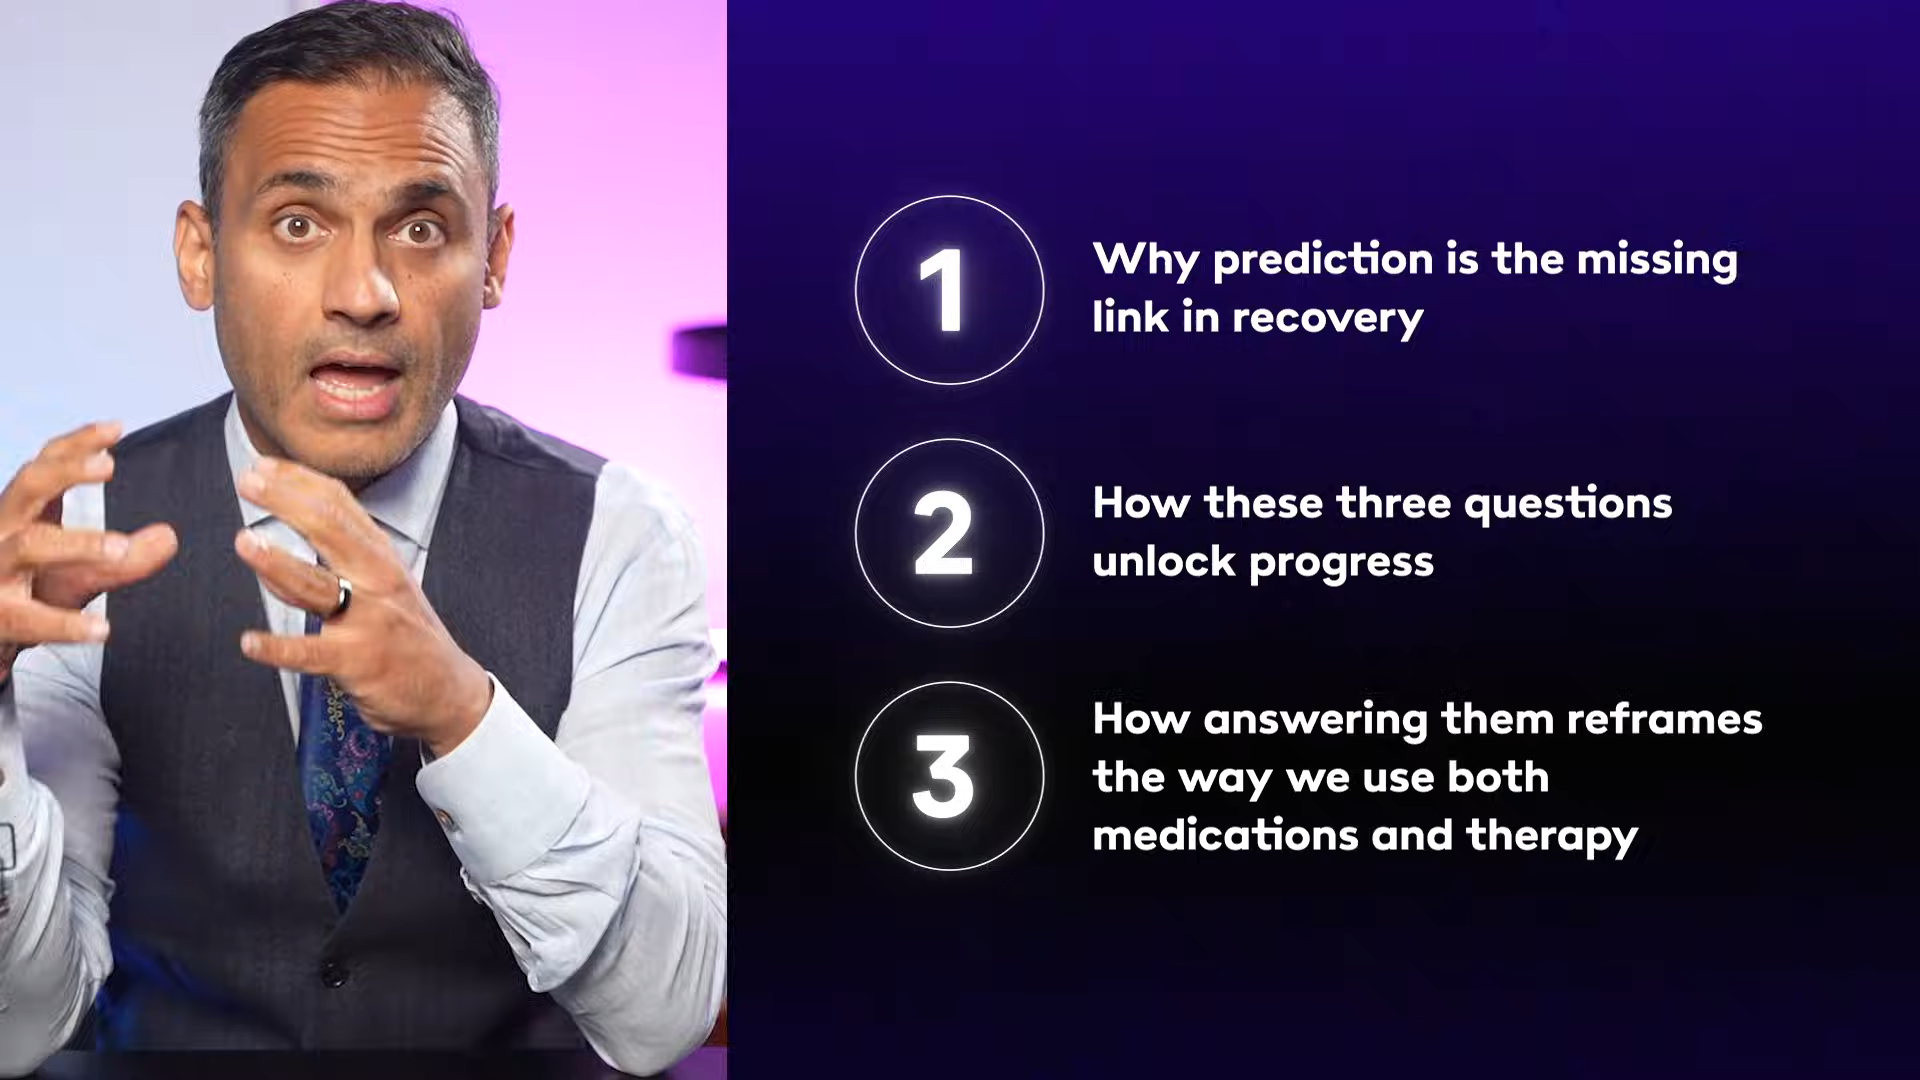 1
Why prediction is the missing
link in recovery
2
How these three questions
unlock progress
3
How answering them reframes
the way we use both
medications and therapy